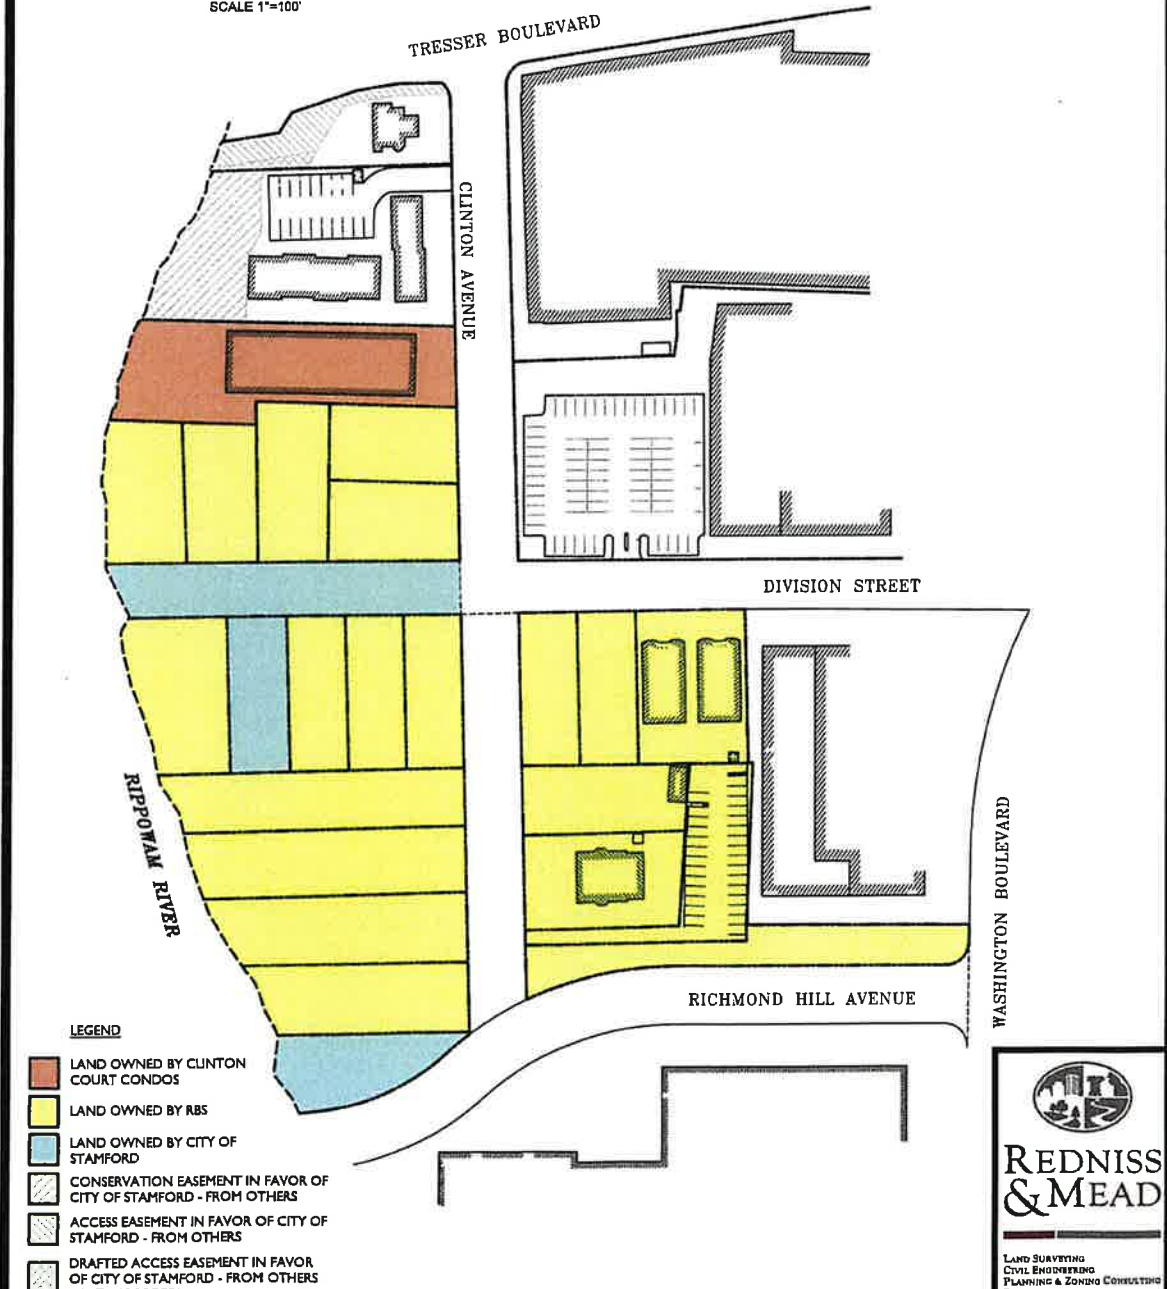 SCALE 1"=100'
TRESSER BOULEVARD
CLINTON AVENUE
DIVISION STREET
RIPPOWAM RIVER
WASHINGTON BOULEVARD
RICHMOND HILL AVENUE
LEGEND
LAND OWNED BY CLINTON
COURT CONDOS
LAND OWNED BY RBS
LAND OWNED BY CITY OF
STAMFORD
CONSERVATION EASEMENT IN FAVOR OF
CITY OF STAMFORD - FROM OTHERS
ACCESS EASEMENT IN FAVOR OF CITY OF
STAMFORD - FROM OTHERS
DRAFTED ACCESS EASEMENT IN FAVOR
OF CITY OF STAMFORD - FROM OTHERS
REDNISS
& MEAD
LAND SURVEYING
CIVIL ENGINEERING
PLANNING & ZONING CONSULTING